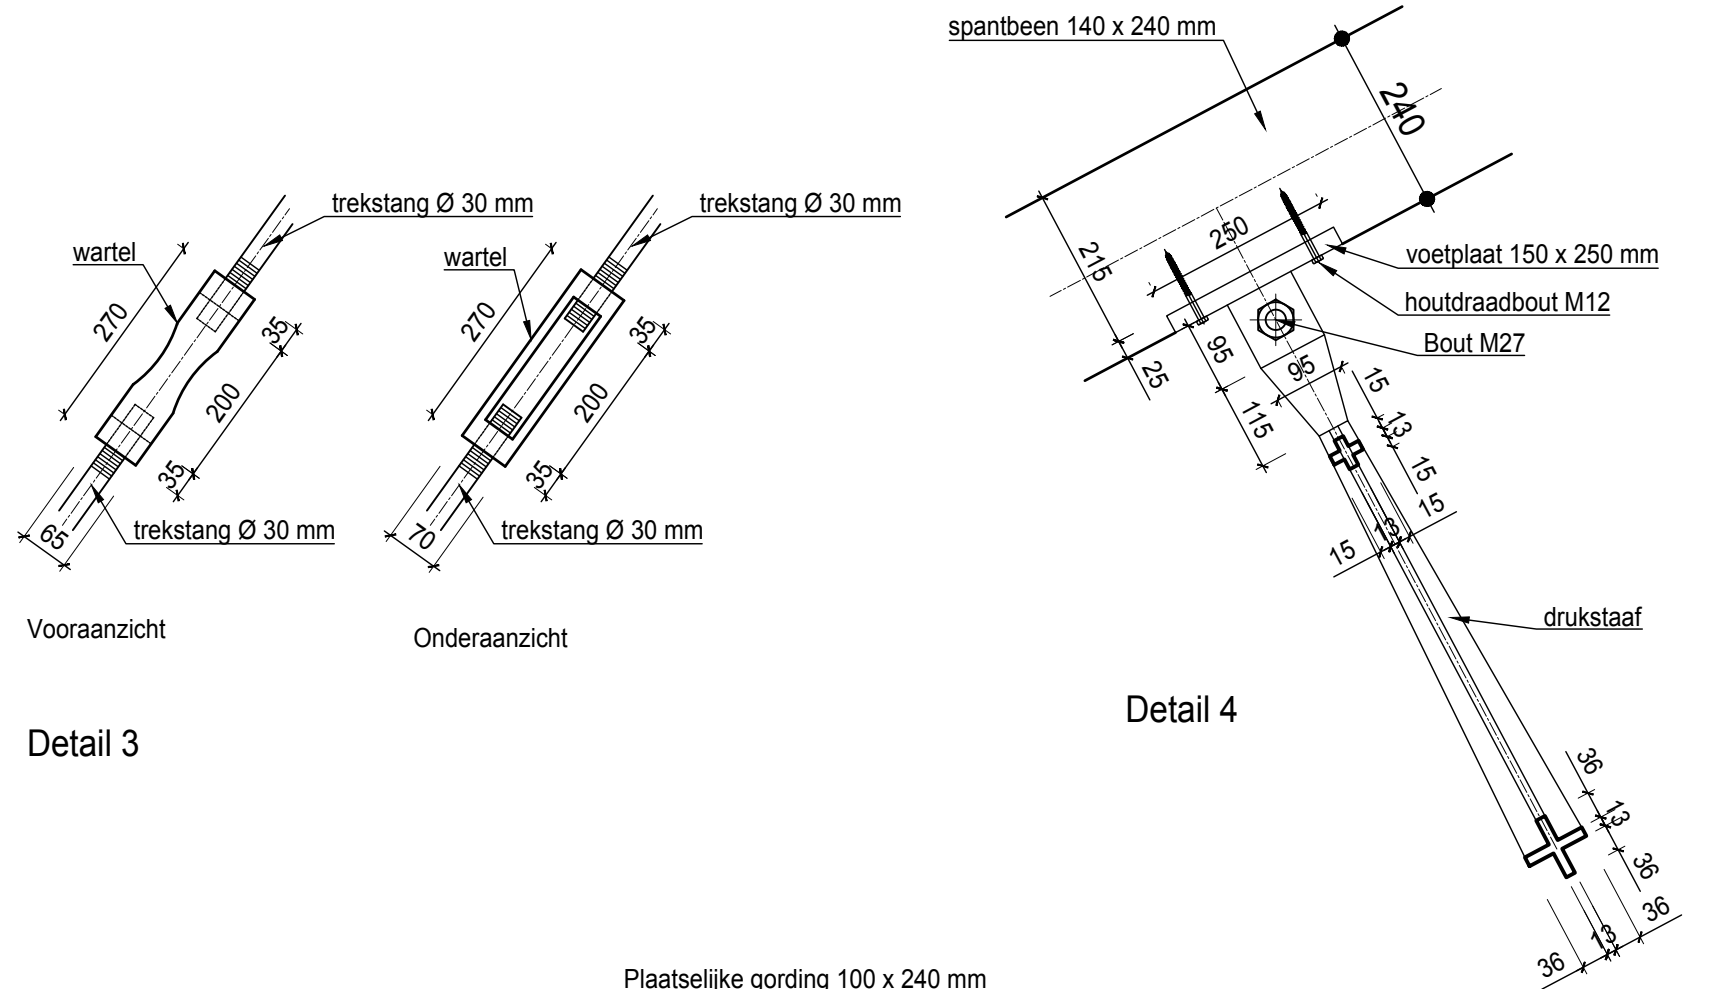 trekstang Ø 30 mm
wartel
270
35
200
35
65
trekstang Ø 30 mm
Vooraanzicht
trekstang Ø 30 mm
wartel
270
35
200
35
70
trekstang Ø 30 mm
Onderaanzicht
Detail 3
spantbeen 140 x 240 mm
240
215
250
25
voetplaat 150 x 250 mm
houtdraadbout M12
Bout M27
95
115
95
15
13
15
15
13
15
drukstaaf
Detail 4
36
13
36
36
13
36
Plaatselijke gording 100 x 240 mm